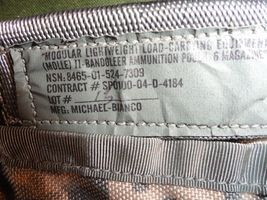 "MODULAR LIGHTWEIGHT LOAD-CARRYING EQUIPMENT
(MOLLE) II-BANDOLEER AMMUNITION 6 MAGAZINE"
NSN: 8465-01-524-7309
CONTRACT # SP0100-04-D-4184
LOT #
MFG: MICHAEL-BIANCO